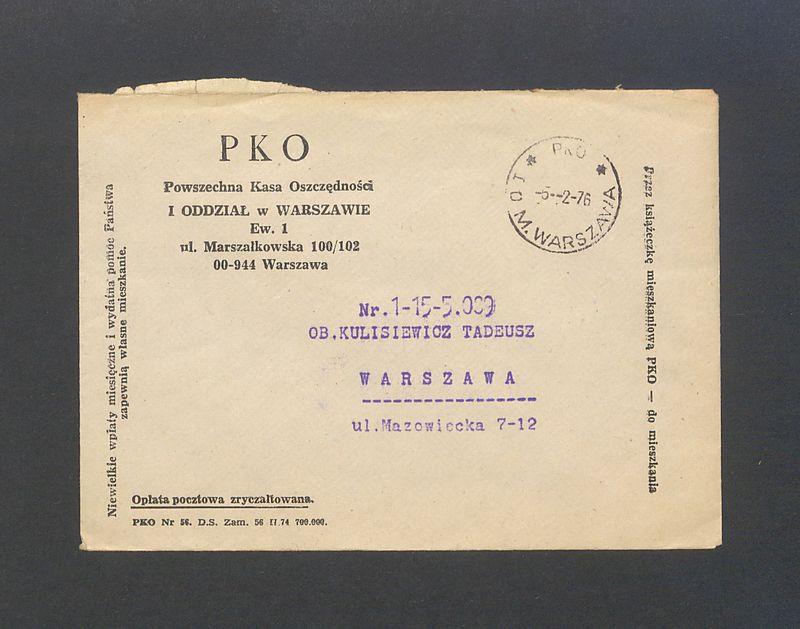 PKO
Powszechna Kasa Oszczędności
I ODDZIAŁ w WARSZAWIE
Ew. 1
ul. Marszałkowska 100/102
00-944 Warszawa
* PKO *
-5.-2-76
I O M. WARSZAWA
Niewielkie wpłaty miesięczne i wydatna pomoc Państwa
zapewnią własne mieszkanie.
Nr.1-15-5.009
OB.KULISIEWICZ TADEUSZ
WARSZAWA
ul.Mazowiecka 7-12
Przez książeczkę mieszkaniową PKO — do mieszkania
Opłata pocztowa zryczałtowana.
PKO Nr 56. D.S. Zam. 56 II 74 700.000.